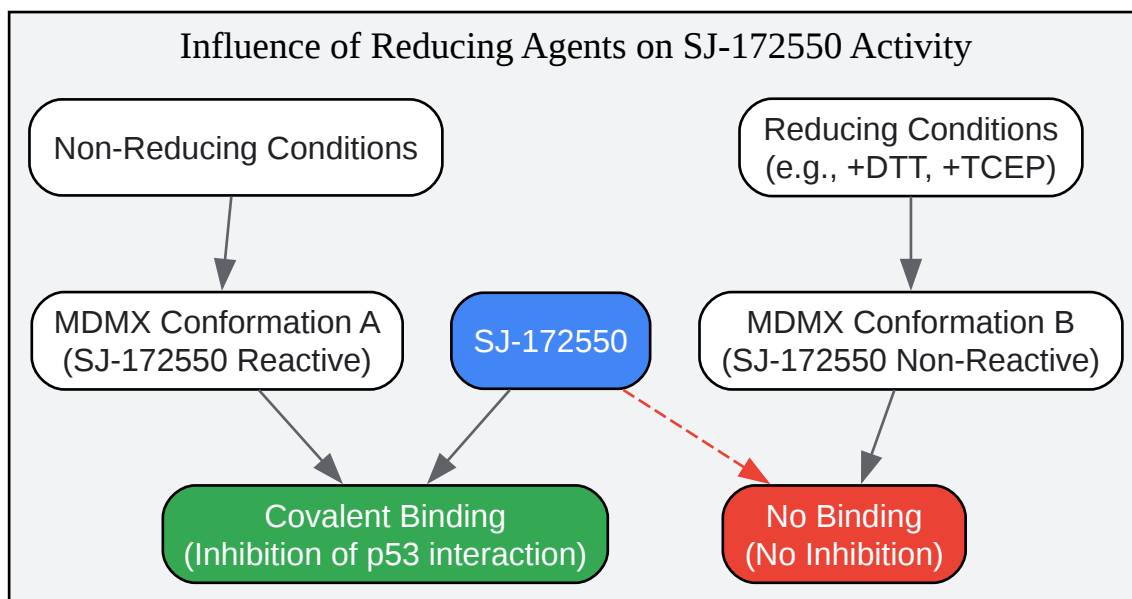 Influence of Reducing Agents on SJ-172550 Activity
Non-Reducing Conditions
Reducing Conditions
(e.g., +DTT, +TCEP)
MDMX Conformation A
(SJ-172550 Reactive)
SJ-172550
MDMX Conformation B
(SJ-172550 Non-Reactive)
Covalent Binding
(Inhibition of p53 interaction)
No Binding
(No Inhibition)